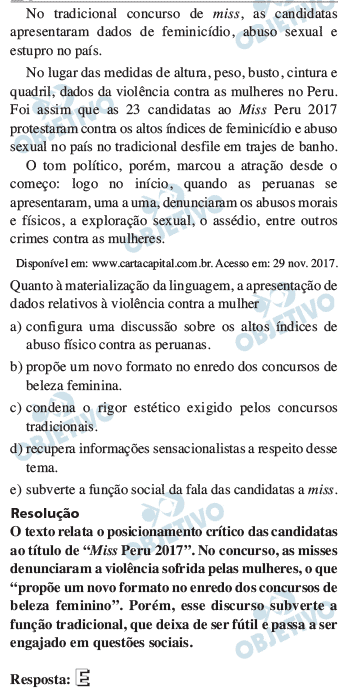 No tradicional concurso de miss, as candidatas
apresentaram dados de feminicídio, abuso sexual e
estupro no país.
No lugar das medidas de altura, peso, busto, cintura e
quadril, dados da violência contra as mulheres no Peru.
Foi assim que as 23 candidatas ao Miss Peru 2017
protestaram contra os altos índices de feminicídio e abuso
sexual no país no tradicional desfile em trajes de banho.
O tom político, porém, marcou a atração desde o
começo: logo no início, quando as peruanas se
apresentaram, uma a uma, denunciaram os abusos morais
e físicos, a exploração sexual, o assédio, entre outros
crimes contra as mulheres.
Disponível em: www.cartacapital.com.br. Acesso em: 29 nov. 2017.
Quanto à materialização da linguagem, a apresentação de
dados relativos à violência contra a mulher
a) configura uma discussão sobre os altos índices de
abuso físico contra as peruanas.
b) propõe um novo formato no enredo dos concursos de
beleza feminina.
c) condena o rigor estético exigido pelos concursos
tradicionais.
d) recupera informações sensacionalistas a respeito desse
tema.
e) subverte a função social da fala das candidatas a miss.
Resolução
O texto relata o posicionamento crítico das candidatas
ao título de “Miss Peru 2017”. No concurso, as misses
denunciaram a violência sofrida pelas mulheres, o que
“propõe um novo formato no enredo dos concursos de
beleza feminino”. Porém, esse discurso subverte a
função tradicional, que deixa de ser fútil e passa a ser
engajado em questões sociais.
Resposta: E
OBJETIVO
OBJETIVO
OBJETIVO
OBJETIVO
OBJETIVO
OBJETIVO
OBJETIVO
OBJETIVO